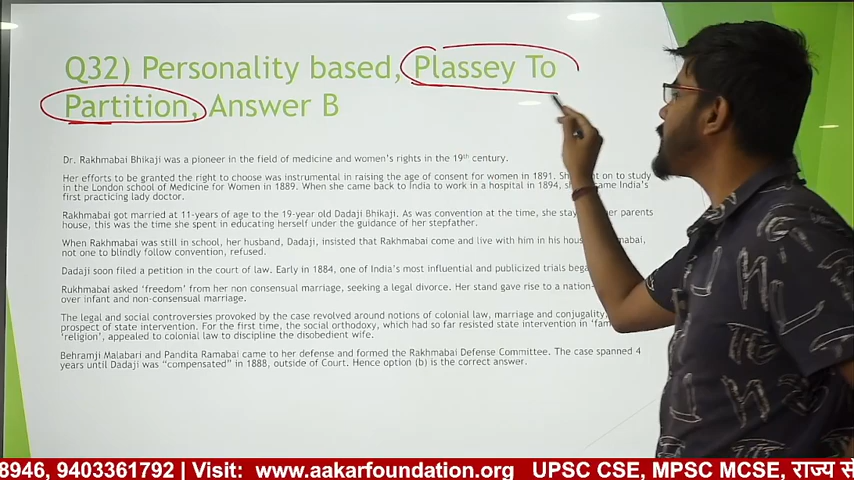 Q32) Personality based, Plassey To
Partition, Answer B
Dr. Rakhmabai Bhikaji was a pioneer in the field of medicine and women's rights in the 19th century.
Her efforts to be granted the right to choose was instrumental in raising the age of consent for women in 1891. on to study
in the London school of Medicine for Women in 1889. When she came back to India to work in a hospital in 1894, India's
first practicing lady doctor.
Rakhmabai got married at 11-years of age to the 19-year old Dadaji Bhikaji. As was convention at the time, she parents
house, this was the time she spent in educating herself under the guidance of her stepfather.
When Rakhmabai was still in school, her husband, Dadaji, insisted that Rakhmabai come and live with him in his
not one to blindly follow convention, refused.
Dadaji soon filed a petition in the court of law. Early in 1884, one of India's most influential and publicized trials
Rukhmabai asked 'freedom' from her non consensual marriage, seeking a legal divorce. Her stand gave rise to a
over infant and non-consensual marriage.
The legal and social controversies provoked by the case revolved around notions of colonial law, marriage and conjugality,
prospect of state intervention. For the first time, the social orthodoxy, which had so far resisted state intervention in
'religion', appealed to colonial law to discipline the disobedient wife.
Behramji Malabari and Pandita Ramabai came to her defense and formed the Rakhmabai Defense Committee. The case spanned 4
years until Dadaji was "compensated" in 1888, outside of Court. Hence option (b) is the correct answer.
8946, 9403361792 | Visit: www.aakarfoundation.org UPSC CSE, MPSC MCSE, राज्य